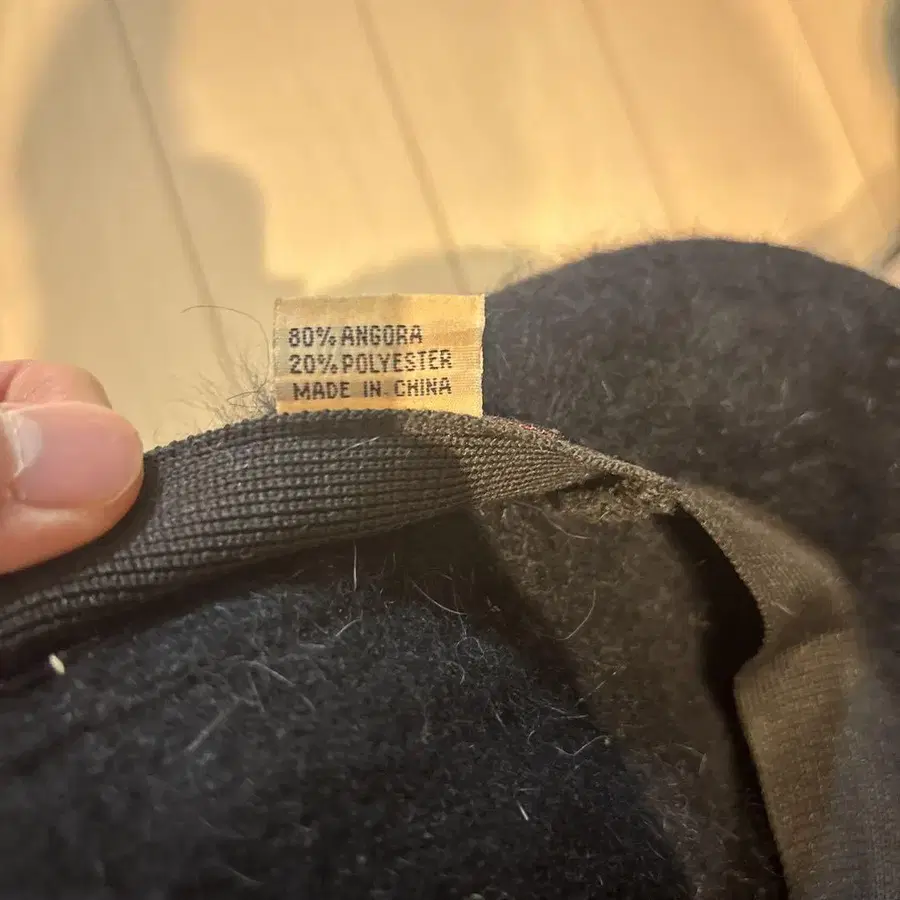 80% ANGORA
20% POLYESTER
MADE IN CHINA